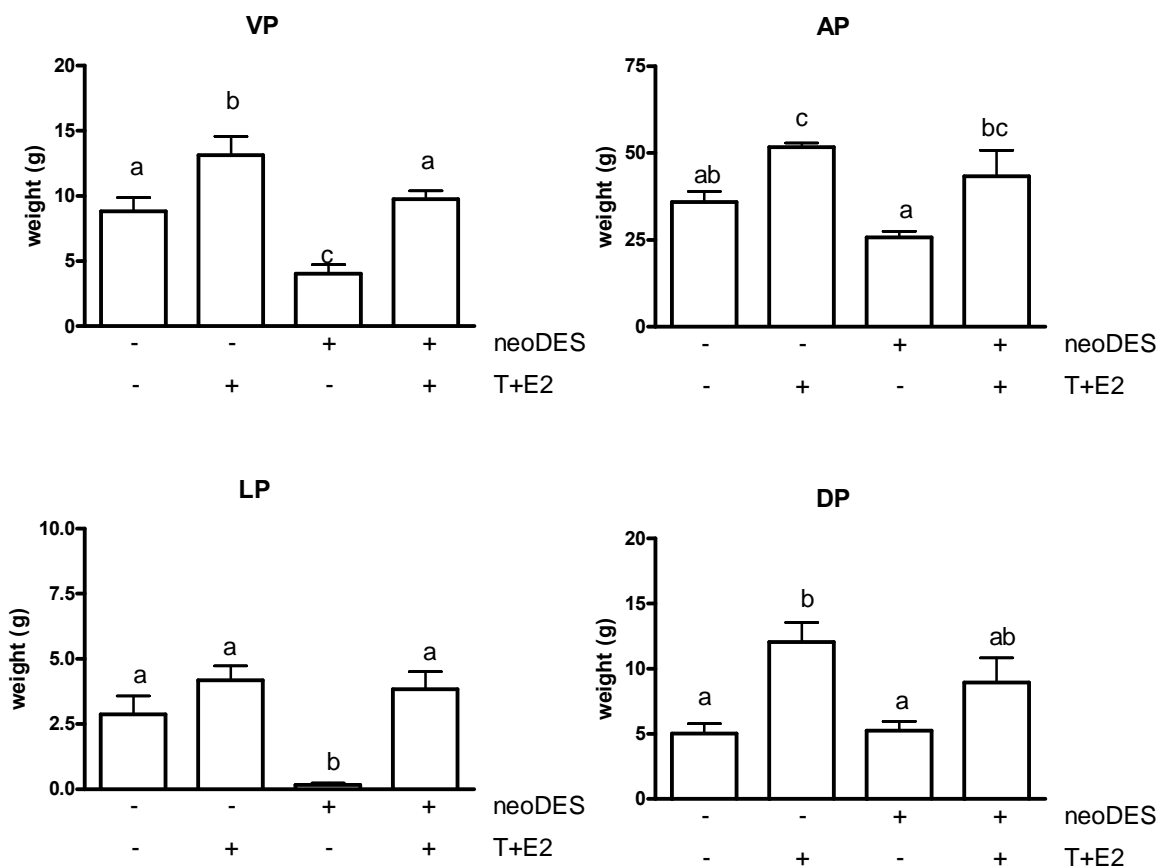 VP
weight (g)
20
15
10
5
0
a
b
c
a
- - + + neoDES
- + - + T+E2
AP
weight (g)
75
50
25
0
ab
c
a
bc
- - + + neoDES
- + - + T+E2
LP
weight (g)
10.0
7.5
5.0
2.5
0.0
a
a
b
a
- - + + neoDES
- + - + T+E2
DP
weight (g)
20
15
10
5
0
a
b
a
ab
- - + + neoDES
- + - + T+E2